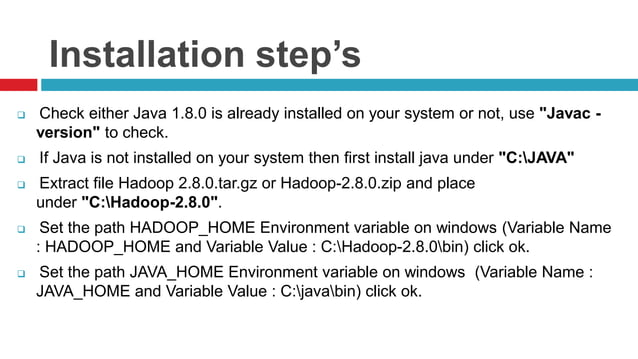 Installation step’s
Check either Java 1.8.0 is already installed on your system or not, use "Javac -
version" to check.
If Java is not installed on your system then first install java under "C:\JAVA"
Extract file Hadoop 2.8.0.tar.gz or Hadoop-2.8.0.zip and place
under "C:\Hadoop-2.8.0".
Set the path HADOOP_HOME Environment variable on windows (Variable Name
: HADOOP_HOME and Variable Value : C:\Hadoop-2.8.0\bin) click ok.
Set the path JAVA_HOME Environment variable on windows  (Variable Name :
JAVA_HOME and Variable Value : C:\java\bin) click ok.